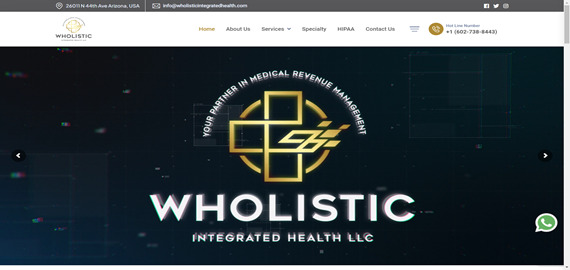 26011 N 44th Ave Arizona, USA
info@wholisticintegratedhealth.com
WHOLISTIC
Home About Us Services Specialty HIPAA Contact Us
Hot Line Number
+1 (602-738-8443)
YOUR PARTNER IN MEDICAL REVENUE MANAGEMENT
WHOLISTIC
INTEGRATED HEALTH LLC